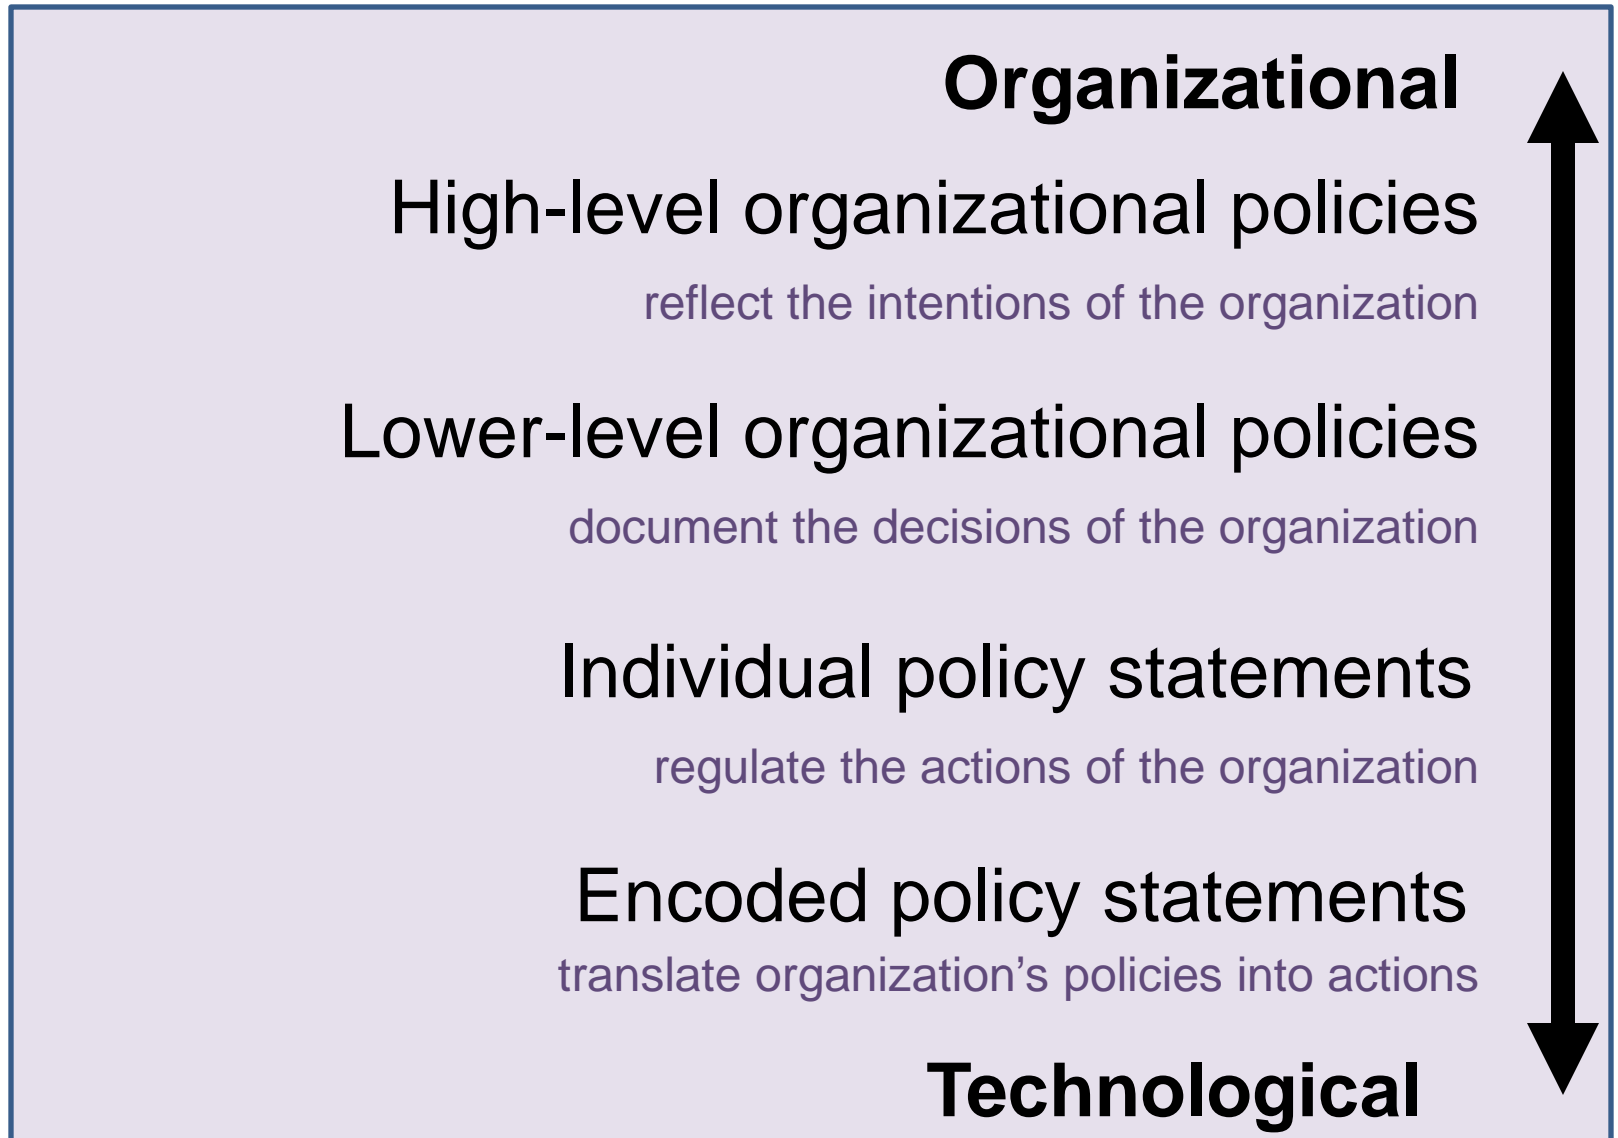 Organizational
High-level organizational policies
reflect the intentions of the organization
Lower-level organizational policies
document the decisions of the organization
Individual policy statements
regulate the actions of the organization
Encoded policy statements
translate organization’s policies into actions
Technological